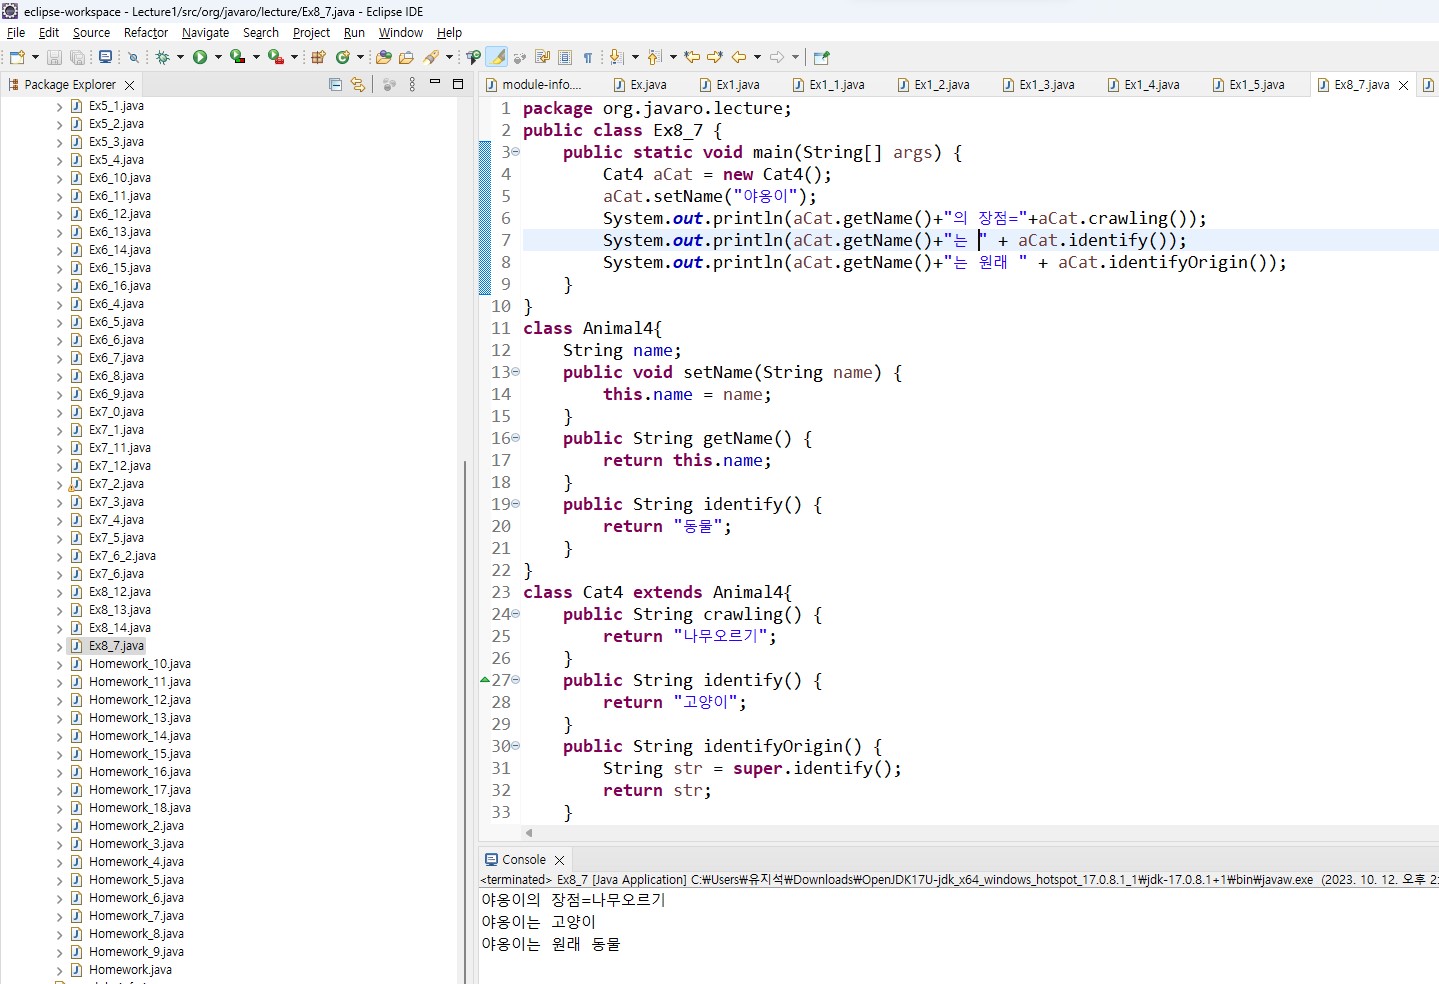 eclipse-workspace - Lecture1/src/org/javaro/lecture/Ex8_7.java - Eclipse IDE
File Edit Source Refactor Navigate Search Project Run Window Help
Package Explorer
Ex5_1.java
Ex5_2.java
Ex5_3.java
Ex5_4.java
Ex6_10.java
Ex6_11.java
Ex6_12.java
Ex6_13.java
Ex6_14.java
Ex6_15.java
Ex6_16.java
Ex6_4.java
Ex6_5.java
Ex6_6.java
Ex6_7.java
Ex6_8.java
Ex6_9.java
Ex7_0.java
Ex7_1.java
Ex7_11.java
Ex7_12.java
Ex7_2.java
Ex7_3.java
Ex7_4.java
Ex7_5.java
Ex7_6_2.java
Ex7_6.java
Ex8_12.java
Ex8_13.java
Ex8_14.java
Ex8_7.java
Homework_10.java
Homework_11.java
Homework_12.java
Homework_13.java
Homework_14.java
Homework_15.java
Homework_16.java
Homework_17.java
Homework_18.java
Homework_2.java
Homework_3.java
Homework_4.java
Homework_5.java
Homework_6.java
Homework_7.java
Homework_8.java
Homework_9.java
Homework.java
module-info.... Ex.java Ex1.java Ex1_1.java Ex1_2.java Ex1_3.java Ex1_4.java Ex1_5.java Ex8_7.java
1 package org.javaro.lecture;
2 public class Ex8_7 {
3 public static void main(String[] args) {
4 Cat4 aCat = new Cat4();
5 aCat.setName("야옹이");
6 System.out.println(aCat.getName()+"의 장점="+aCat.crawling());
7 System.out.println(aCat.getName()+"는 " + aCat.identify());
8 System.out.println(aCat.getName()+"는 원래 " + aCat.identifyOrigin());
9 }
10 }
11 class Animal4{
12 String name;
13 public void setName(String name) {
14 this.name = name;
15 }
16 public String getName() {
17 return this.name;
18 }
19 public String identify() {
20 return "동물";
21 }
22 }
23 class Cat4 extends Animal4{
24 public String crawling() {
25 return "나무오르기";
26 }
27 public String identify() {
28 return "고양이";
29 }
30 public String identifyOrigin() {
31 String str = super.identify();
32 return str;
33 }
Console
<terminated> Ex8_7 [Java Application] C:₩Users₩유지석₩Downloads₩OpenJDK17U-jdk_x64_windows_hotspot_17.0.8.1_1₩jdk-17.0.8.1+1₩bin₩javaw.exe (2023. 10. 12. 오후 2:
야옹이의 장점=나무오르기
야옹이는 고양이
야옹이는 원래 동물